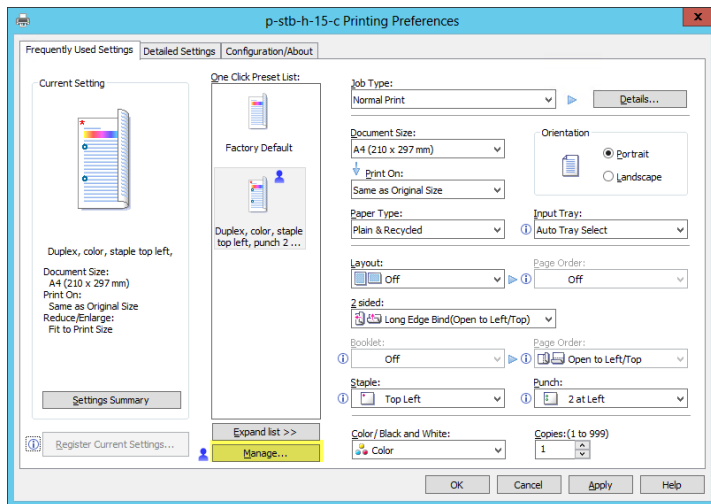 p-stb-h-15-c Printing Preferences
x
Frequently Used Settings
Detailed Settings
Configuration/About
Current Setting
Duplex, color, staple top left,
Document Size:
A4 (210 x 297 mm)
Print On:
Same as Original Size
Reduce/Enlarge:
Fit to Print Size
Settings Summary
Register Current Settings...
One Click Preset List:
Factory Default
Duplex, color, staple
top left, punch 2 ...
Expand list >>
Manage...
Job Type:
Normal Print
Details...
Document Size:
A4 (210 x 297 mm)
Print On:
Same as Original Size
Orientation
Portrait
Landscape
Paper Type:
Plain & Recycled
Input Tray:
Auto Tray Select
Layout:
Off
Page Order:
Off
2 sided:
Long Edge Bind(Open to Left/Top)
Booklet:
Off
Page Order:
Open to Left/Top
Staple:
Top Left
Punch:
2 at Left
Color/Black and White:
Color
Copies:(1 to 999)
1
OK
Cancel
Apply
Help